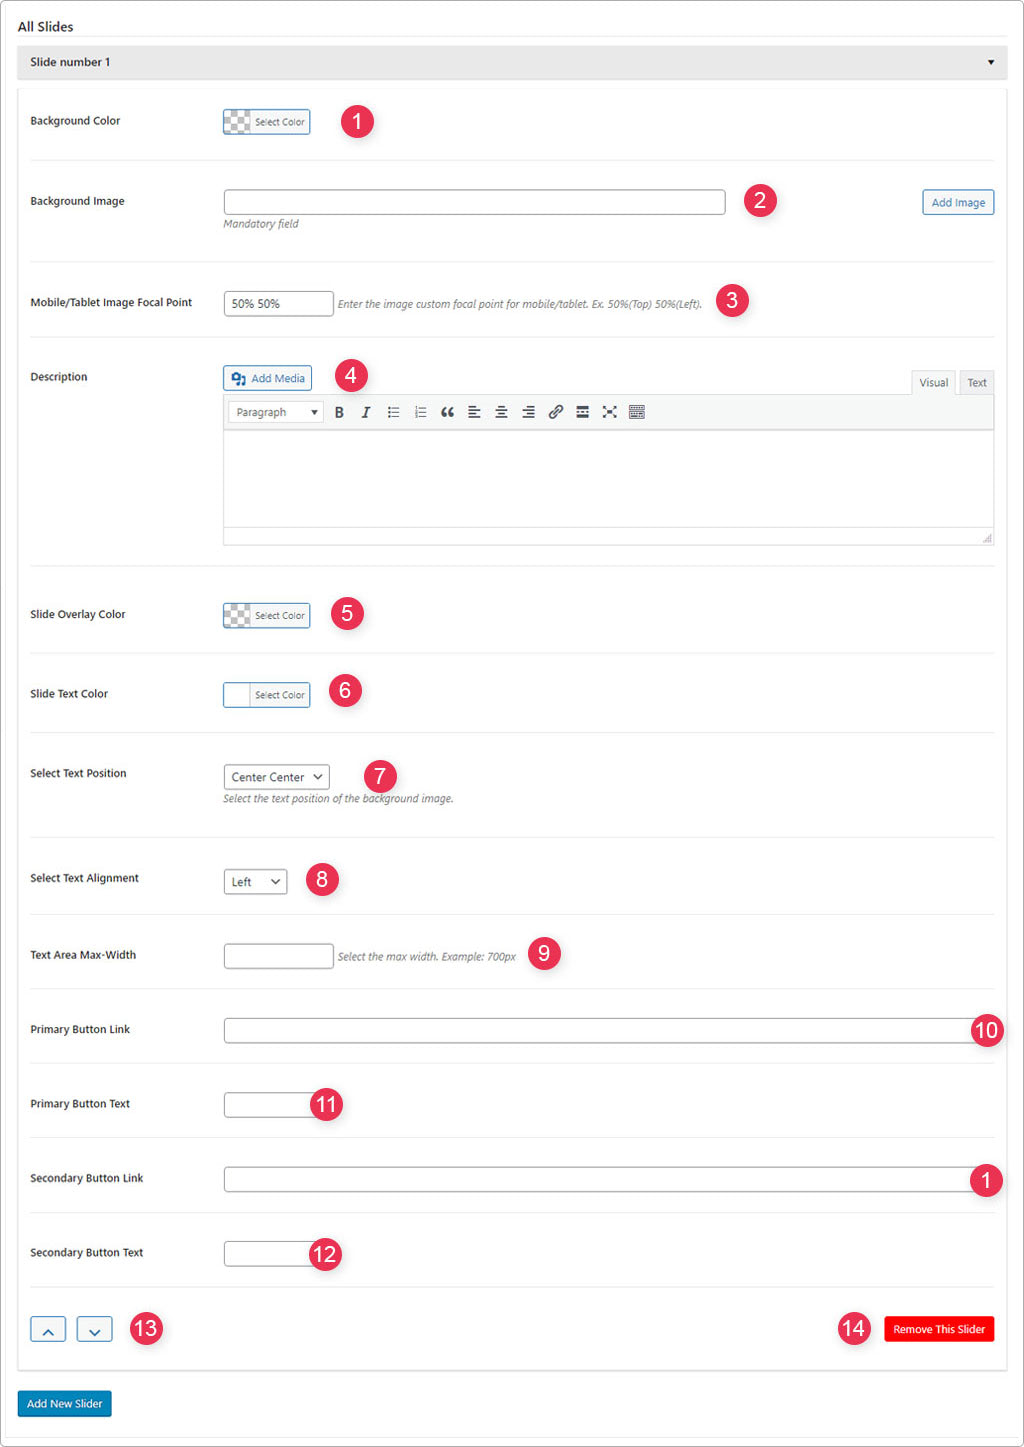 All Slides
Slide number 1
Background Color Select Color 1
Background Image 2 Add Image
Mandatory field
Mobile/Tablet Image Focal Point 50% 50% Enter the image custom focal point for mobile/tablet. Ex. 50%(Top) 50%(Left). 3
Description Add Media 4
Visual Text
Paragraph B I
Slide Overlay Color Select Color 5
Slide Text Color Select Color 6
Select Text Position Center Center 7
Select the text position of the background image.
Select Text Alignment Left 8
Text Area Max-Width Select the max width. Example: 700px 9
Primary Button Link 10
Primary Button Text 11
Secondary Button Link 1
Secondary Button Text 12
13 14 Remove This Slider
Add New Slider